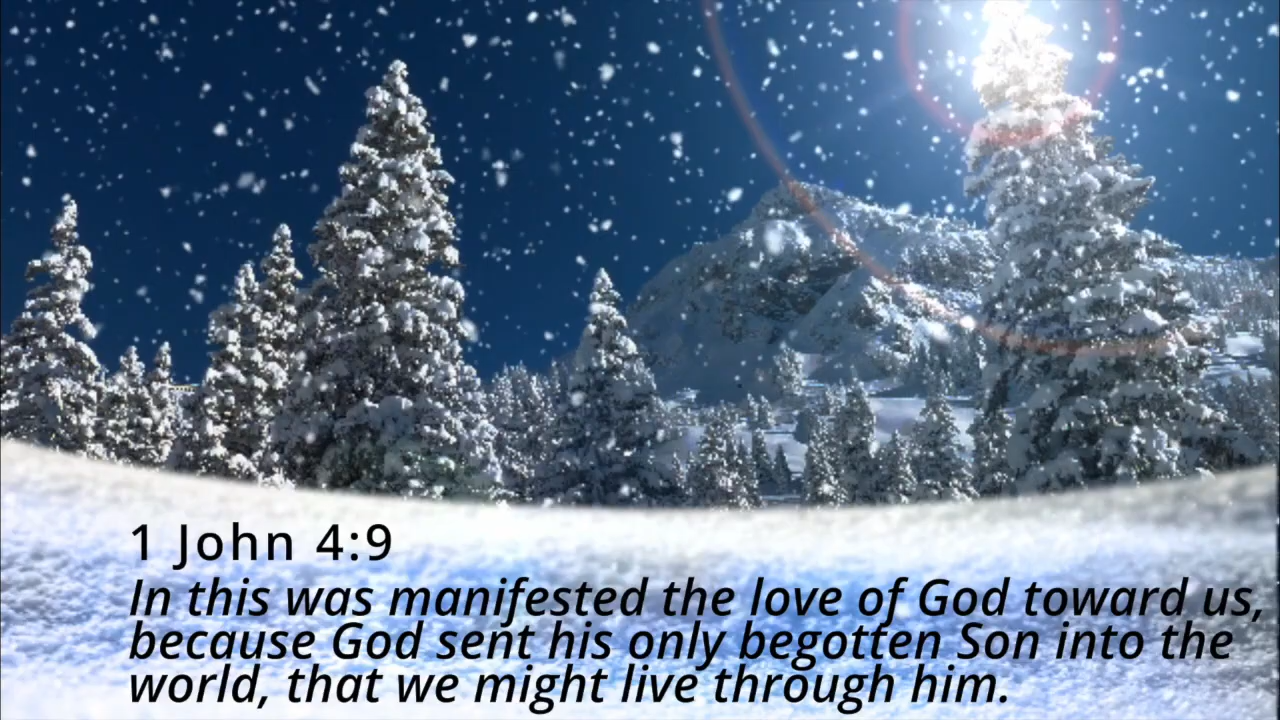 1 John 4:9
In this was manifested the love of God toward us,
because God sent his only begotten Son into the
world, that we might live through him.